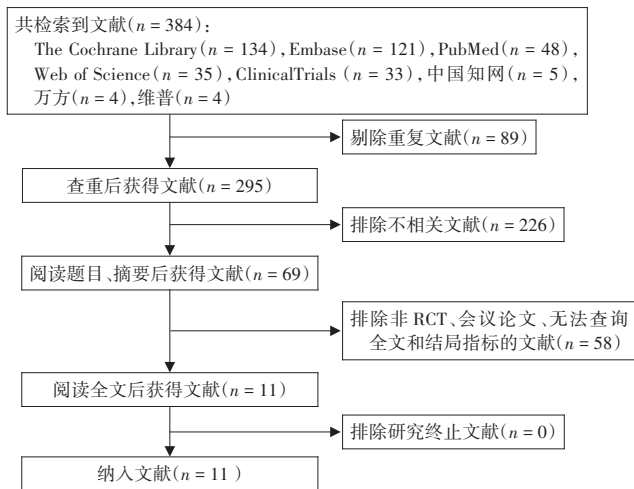 共检索到文献(n = 384)：
The Cochrane Library(n = 134),Embase(n = 121),PubMed(n = 48),
Web of Science(n = 35),ClinicalTrials (n = 33),中国知网(n = 5),
万方(n = 4),维普(n = 4)
剔除重复文献(n = 89)
查重后获得文献(n = 295)
排除不相关文献(n = 226)
阅读题目、摘要后获得文献(n = 69)
排除非 RCT、会议论文、无法查询
全文和结局指标的文献(n = 58)
阅读全文后获得文献(n = 11)
排除研究终止文献(n = 0)
纳入文献(n = 11)